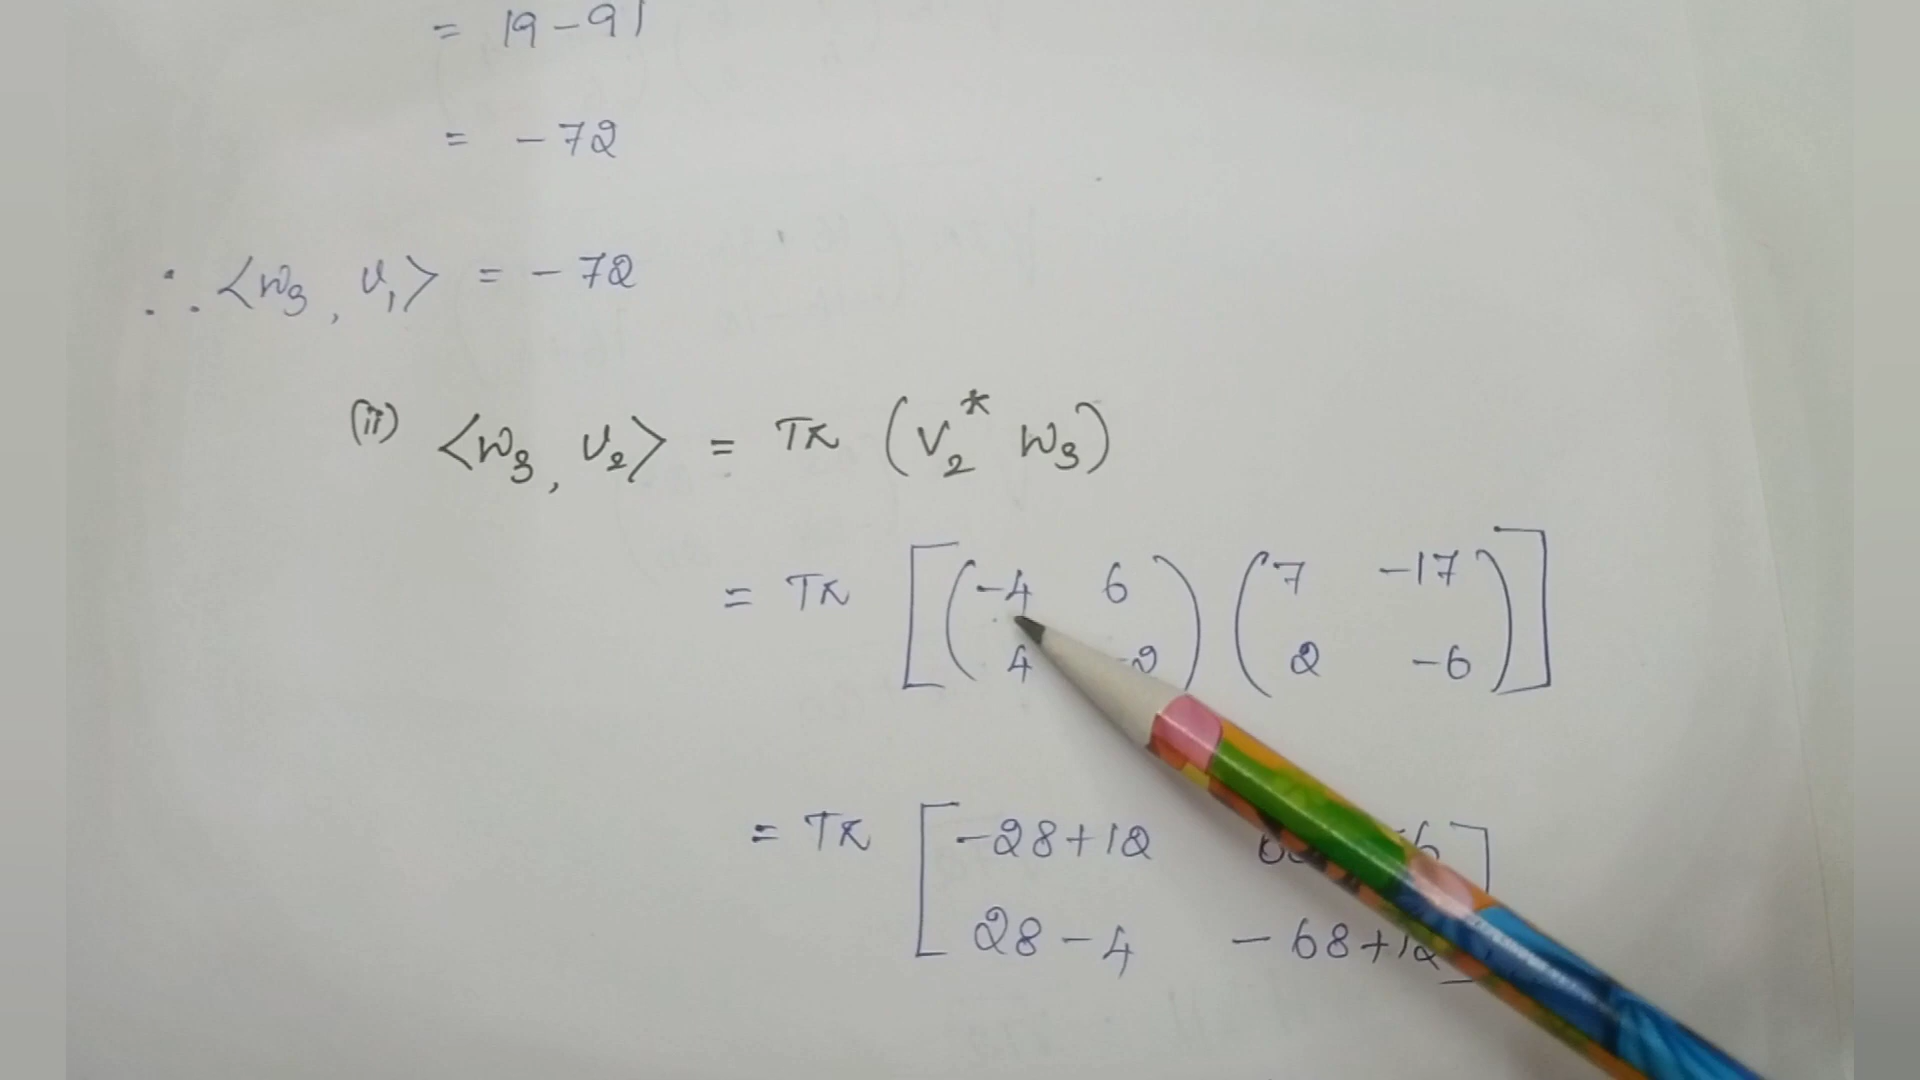 = 19 - 91
= - 72
∴ <w₃, v₁> = - 72
(ii) <w₃, v₂> = Tr (v₂* w₃)
= Tr [(-4 6 4 -2) (7 -17 2 -6)]
= Tr [-28+12
28-4 -68+12]